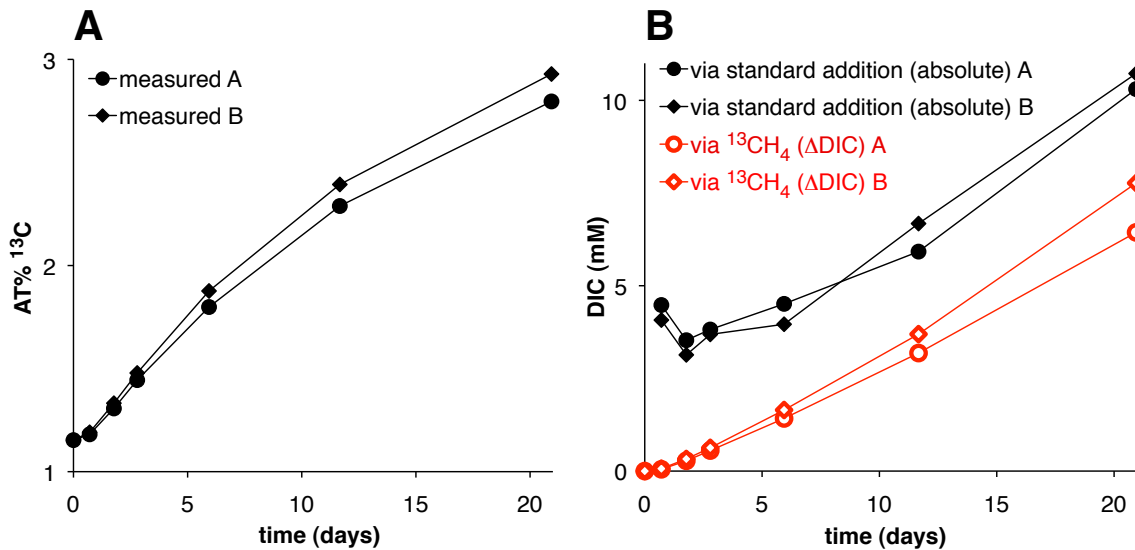 A
3
measured A
measured B
2
1
AT% ¹³C
0
5
10
15
20
time (days)
B
via standard addition (absolute) A
via standard addition (absolute) B
via ¹³CH₄ (ΔDIC) A
via ¹³CH₄ (ΔDIC) B
10
5
0
DIC (mM)
0
5
10
15
20
time (days)